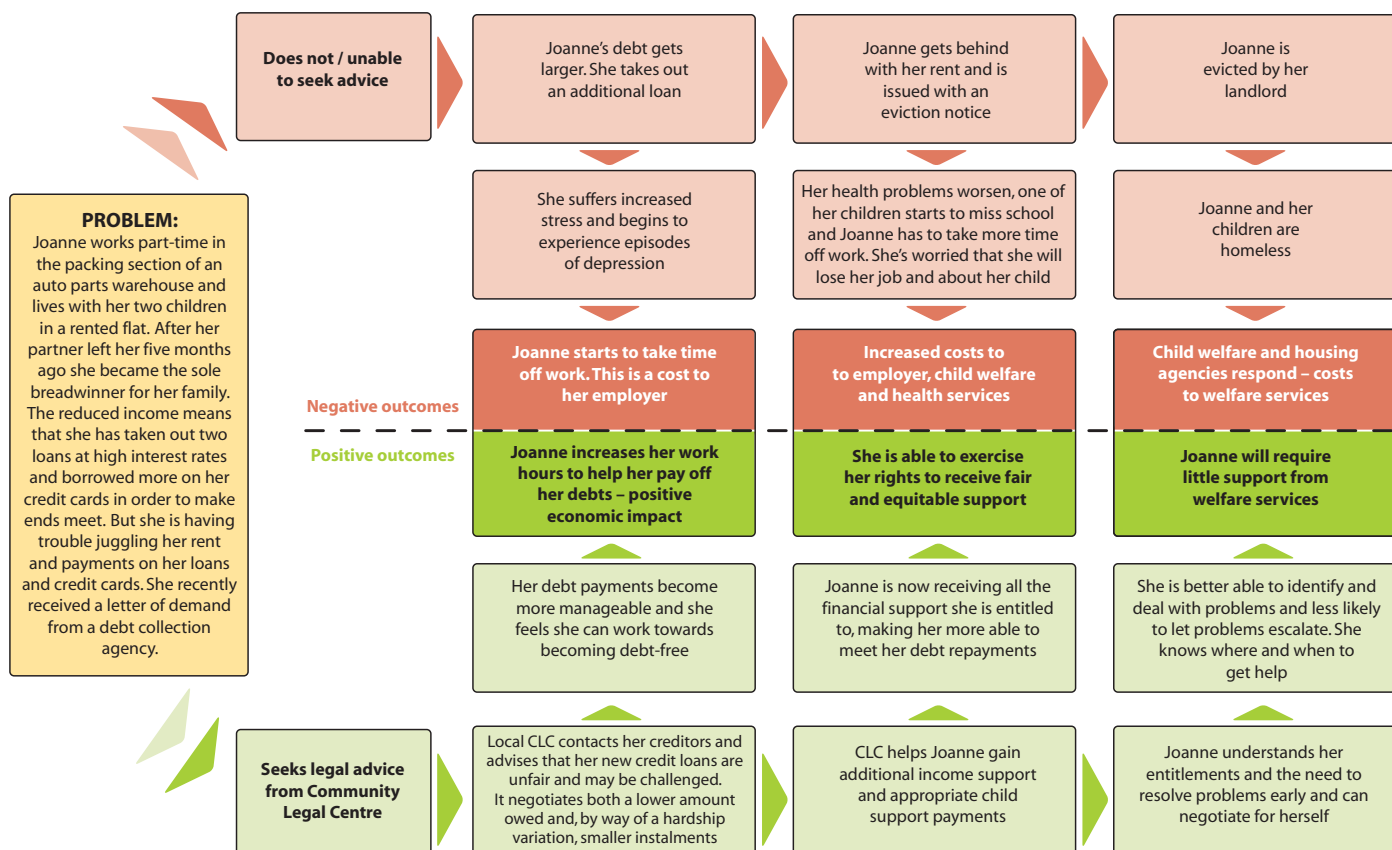 Does not / unable
to seek advice
Joanne’s debt gets
larger. She takes out
an additional loan
Joanne gets behind
with her rent and is
issued with an
eviction notice
Joanne is
evicted by her
landlord
PROBLEM:
Joanne works part-time in
the packing section of an
auto parts warehouse and
lives with her two children
in a rented flat. After her
partner left her five months
ago she became the sole
breadwinner for her family.
The reduced income means
that she has taken out two
loans at high interest rates
and borrowed more on her
credit cards in order to make
ends meet. But she is having
trouble juggling her rent
and payments on her loans
and credit cards. She recently
received a letter of demand
from a debt collection
agency.
She suffers increased
stress and begins to
experience episodes
of depression
Her health problems worsen, one of
her children starts to miss school
and Joanne has to take more time
off work. She’s worried that she will
lose her job and about her child
Joanne and her
children are
homeless
Joanne starts to take time
off work. This is a cost to
her employer
Increased costs to
to employer, child welfare
and health services
Child welfare and housing
agencies respond – costs
to welfare services
Negative outcomes
Positive outcomes
Joanne increases her work
hours to help her pay off
her debts – positive
economic impact
She is able to exercise
her rights to receive fair
and equitable support
Joanne will require
little support from
welfare services
Her debt payments become
more manageable and she
feels she can work towards
becoming debt-free
Joanne is now receiving all the
financial support she is entitled
to, making her more able to
meet her debt repayments
She is better able to identify and
deal with problems and less likely
to let problems escalate. She
knows where and when to
get help
Seeks legal advice
from Community
Legal Centre
Local CLC contacts her creditors and
advises that her new credit loans are
unfair and may be challenged.
It negotiates both a lower amount
owed and, by way of a hardship
variation, smaller instalments
CLC helps Joanne gain
additional income support
and appropriate child
support payments
Joanne understands her
entitlements and the need to
resolve problems early and can
negotiate for herself